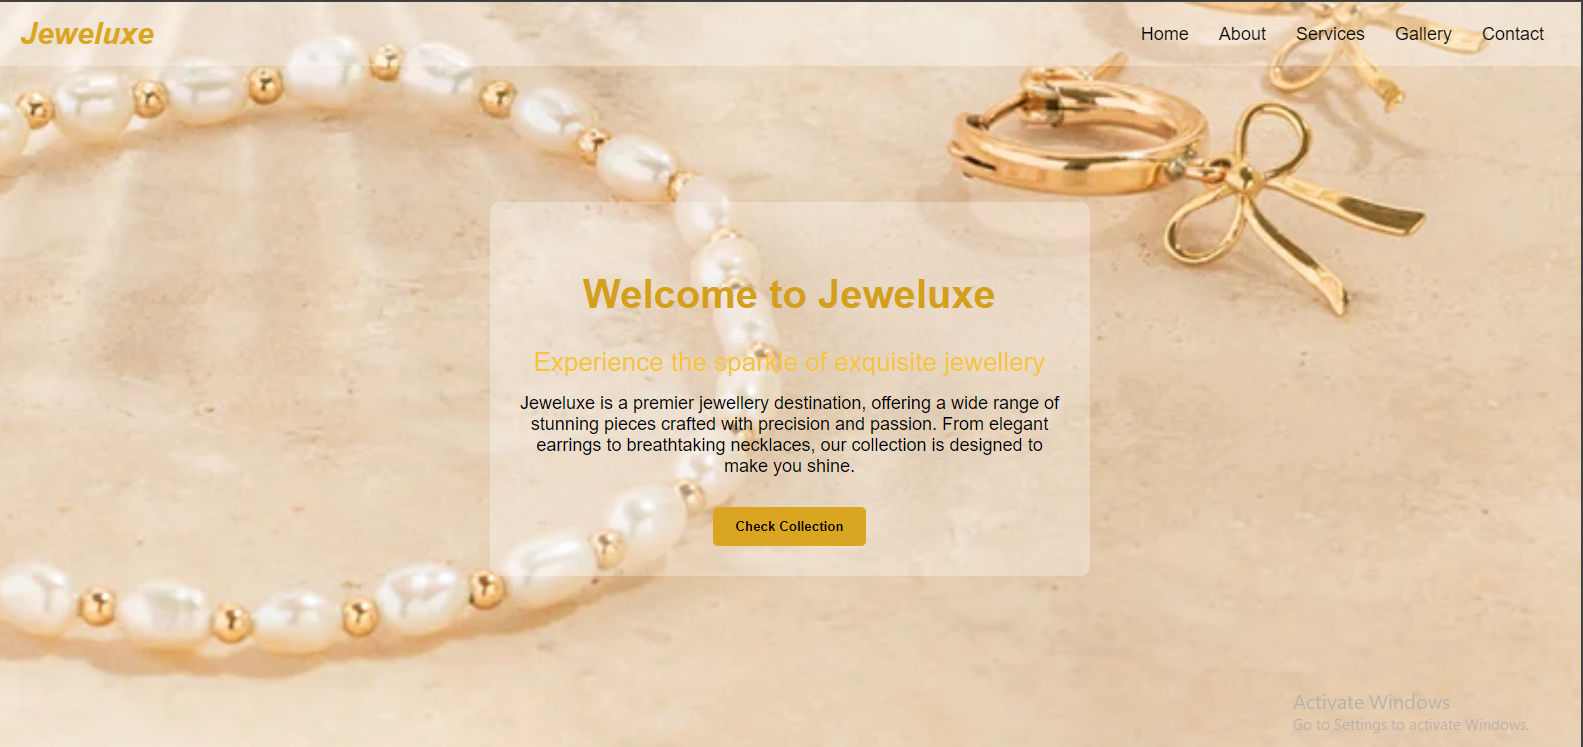 Jeweluxe
Home About Services Gallery Contact
Welcome to Jeweluxe
Experience the sparkle of exquisite jewellery
Jeweluxe is a premier jewellery destination, offering a wide range of
stunning pieces crafted with precision and passion. From elegant
earrings to breathtaking necklaces, our collection is designed to
make you shine.
Check Collection
Activate Windows
Go to Settings to activate Windows.